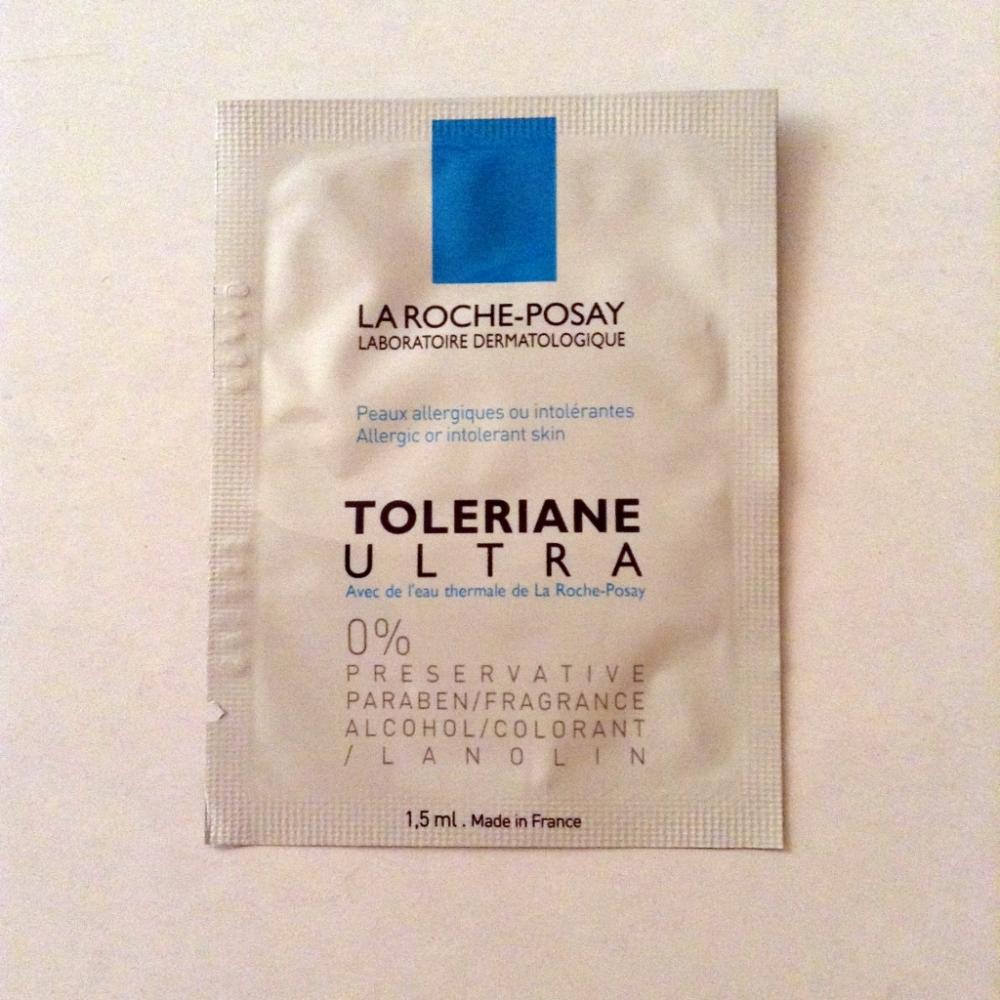 LA ROCHE-POSAY
LABORATOIRE DERMATOLOGIQUE
Peaux allergiques ou intolérantes
Allergic or intolerant skin
TOLERIANE
ULTRA
Avec de l'eau thermale de La Roche-Posay
0%
PRESERVATIVE
PARABEN/FRAGRANCE
ALCOHOL/COLORANT
/LANOLIN
1,5 ml . Made in France